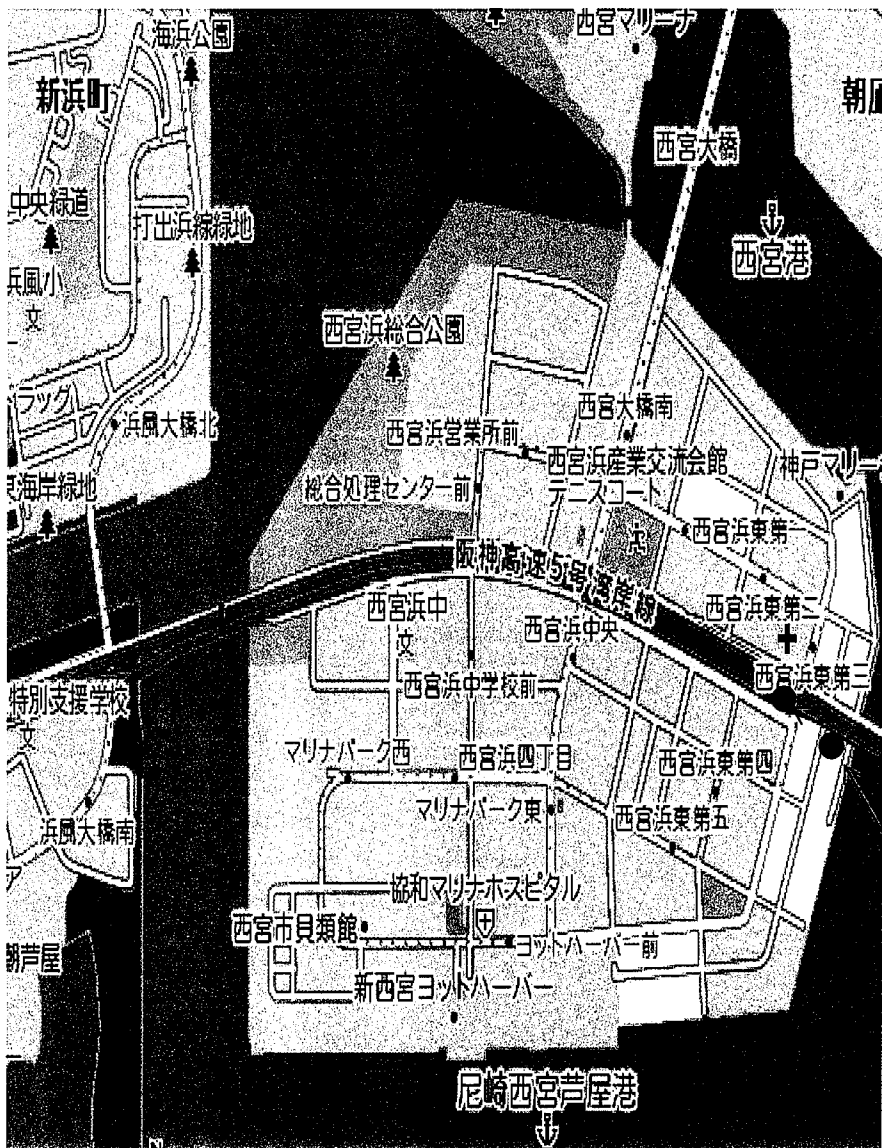 西宮マリーナ
海浜公園
新浜町
西宮大橋
中央緑道
打出浜線緑地
西宮港
浜風小
文
西宮浜総合公園
ラッグ
浜風大橋北
西宮大橋南
西宮浜営業所前
西宮浜産業交流会館
テニスコート
総合処理センター前
東海岸緑地
西宮浜東第一
阪神高速5号湾岸線
西宮浜中
文
西宮浜東第二
西宮浜中央
西宮浜東第三
西宮浜中学校前
特別支援学校
文
マリナパーク西
西宮浜四丁目
西宮浜東第四
マリナパーク東
西宮浜東第五
浜風大橋南
協和マリナホスピタル
西宮市貝類館
ヨットハーバー前
朝芦屋
新西宮ヨットハーバー
尼崎西宮芦屋港